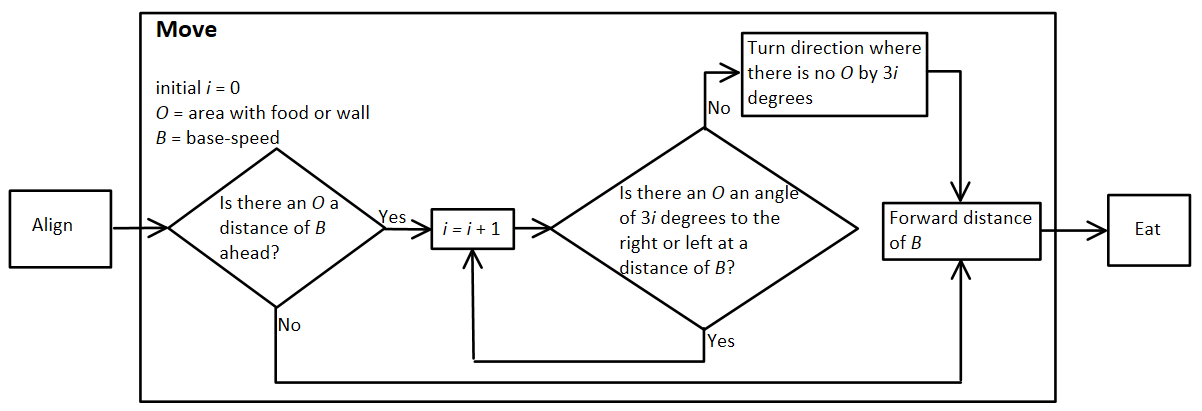 Move
initial i = 0
O = area with food or wall
B = base-speed
Align
Is there an O a
distance of B
ahead?
Yes
No
i = i + 1
Is there an O an angle
of 3i degrees to the
right or left at a
distance of B?
No
Yes
Turn direction where
there is no O by 3i
degrees
Forward distance
of B
Eat